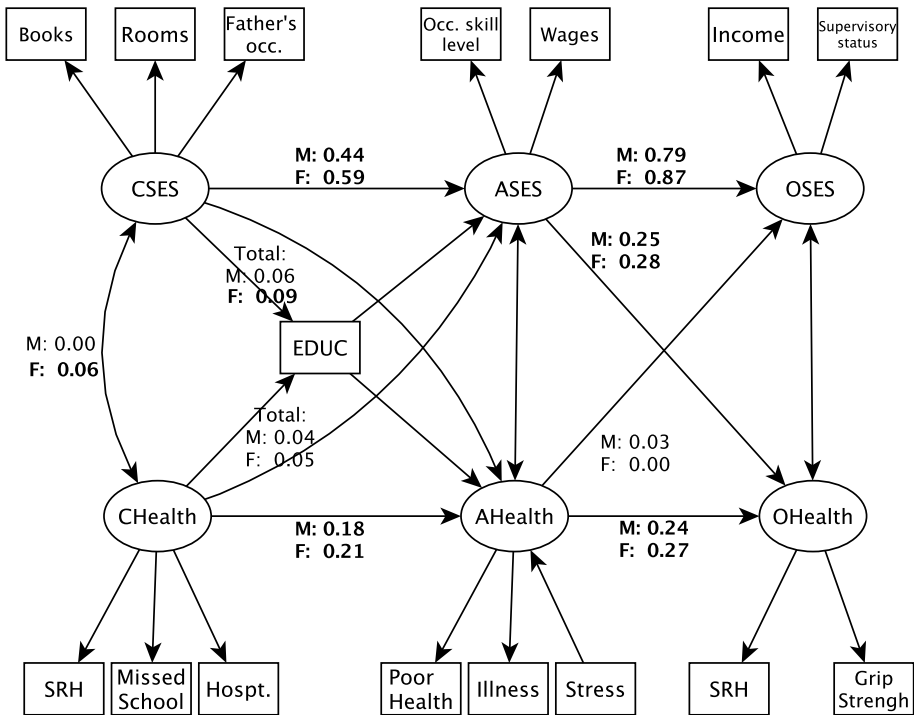 Books
Rooms
Father's
occ.
Occ. skill
level
Wages
Income
Supervisory
status
CSES
M: 0.44
F: 0.59
ASES
M: 0.79
F: 0.87
OSES
Total:
M: 0.06
F: 0.09
M: 0.25
F: 0.28
M: 0.00
F: 0.06
EDUC
Total:
M: 0.04
F: 0.05
M: 0.03
F: 0.00
CHealth
M: 0.18
F: 0.21
AHealth
M: 0.24
F: 0.27
OHealth
SRH
Missed
School
Hospt.
Poor
Health
Illness
Stress
SRH
Grip
Strengh